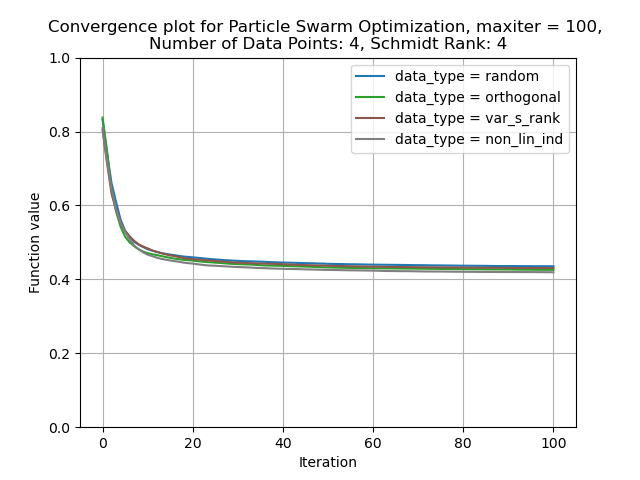 Convergence plot for Particle Swarm Optimization, maxiter = 100,
Number of Data Points: 4, Schmidt Rank: 4
1.0
0.8
0.6
0.4
0.2
0.0
Function value
data_type = random
data_type = orthogonal
data_type = var_s_rank
data_type = non_lin_ind
0 20 40 60 80 100
Iteration